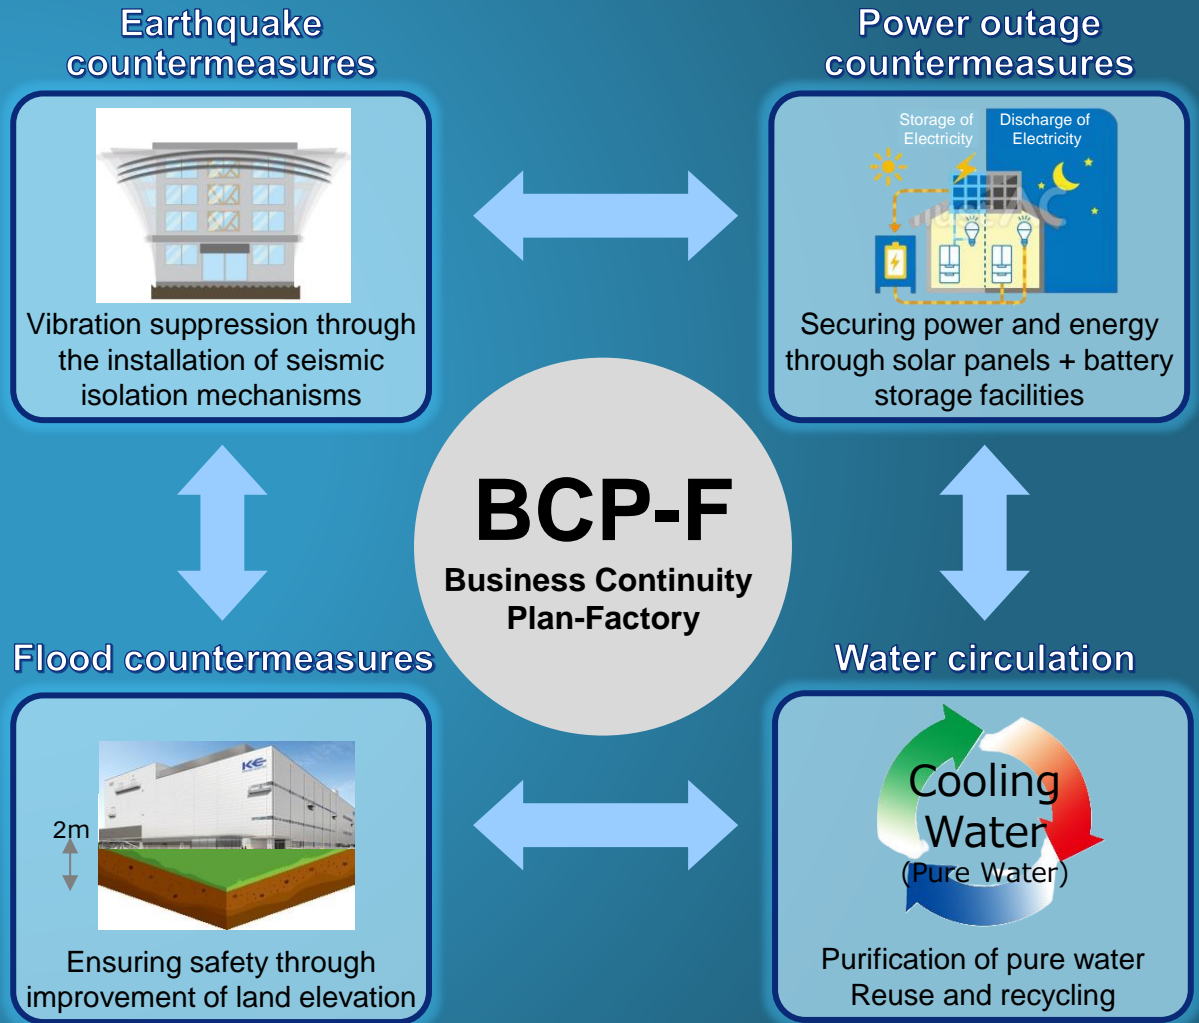 Earthquake
countermeasures
Vibration suppression through
the installation of seismic
isolation mechanisms
Power outage
countermeasures
Storage of
Electricity
Discharge of
Electricity
Securing power and energy
through solar panels + battery
storage facilities
BCP-F
Business Continuity
Plan-Factory
Flood countermeasures
KE
2m
Ensuring safety through
improvement of land elevation
Water circulation
Cooling
Water
(Pure Water)
Purification of pure water
Reuse and recycling